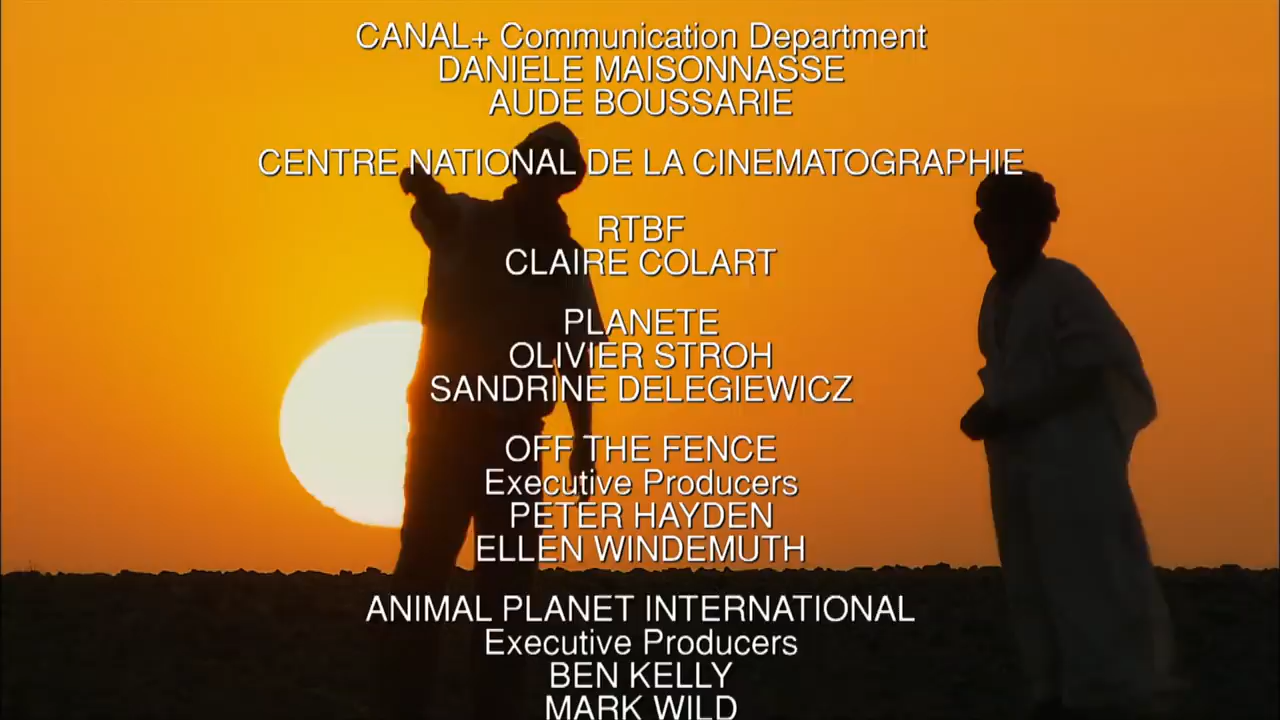 CANAL+ Communication Department
DANIELE MAISONNASSE
AUDE BOUSSARIE
CENTRE NATIONAL DE LA CINEMATOGRAPHIE
RTBF
CLAIRE COLART
PLANETE
OLIVIER STROH
SANDRINE DELEGIEWICZ
OFF THE FENCE
Executive Producers
PETER HAYDEN
ELLEN WINDEMUTH
ANIMAL PLANET INTERNATIONAL
Executive Producers
BEN KELLY
MARK WILD